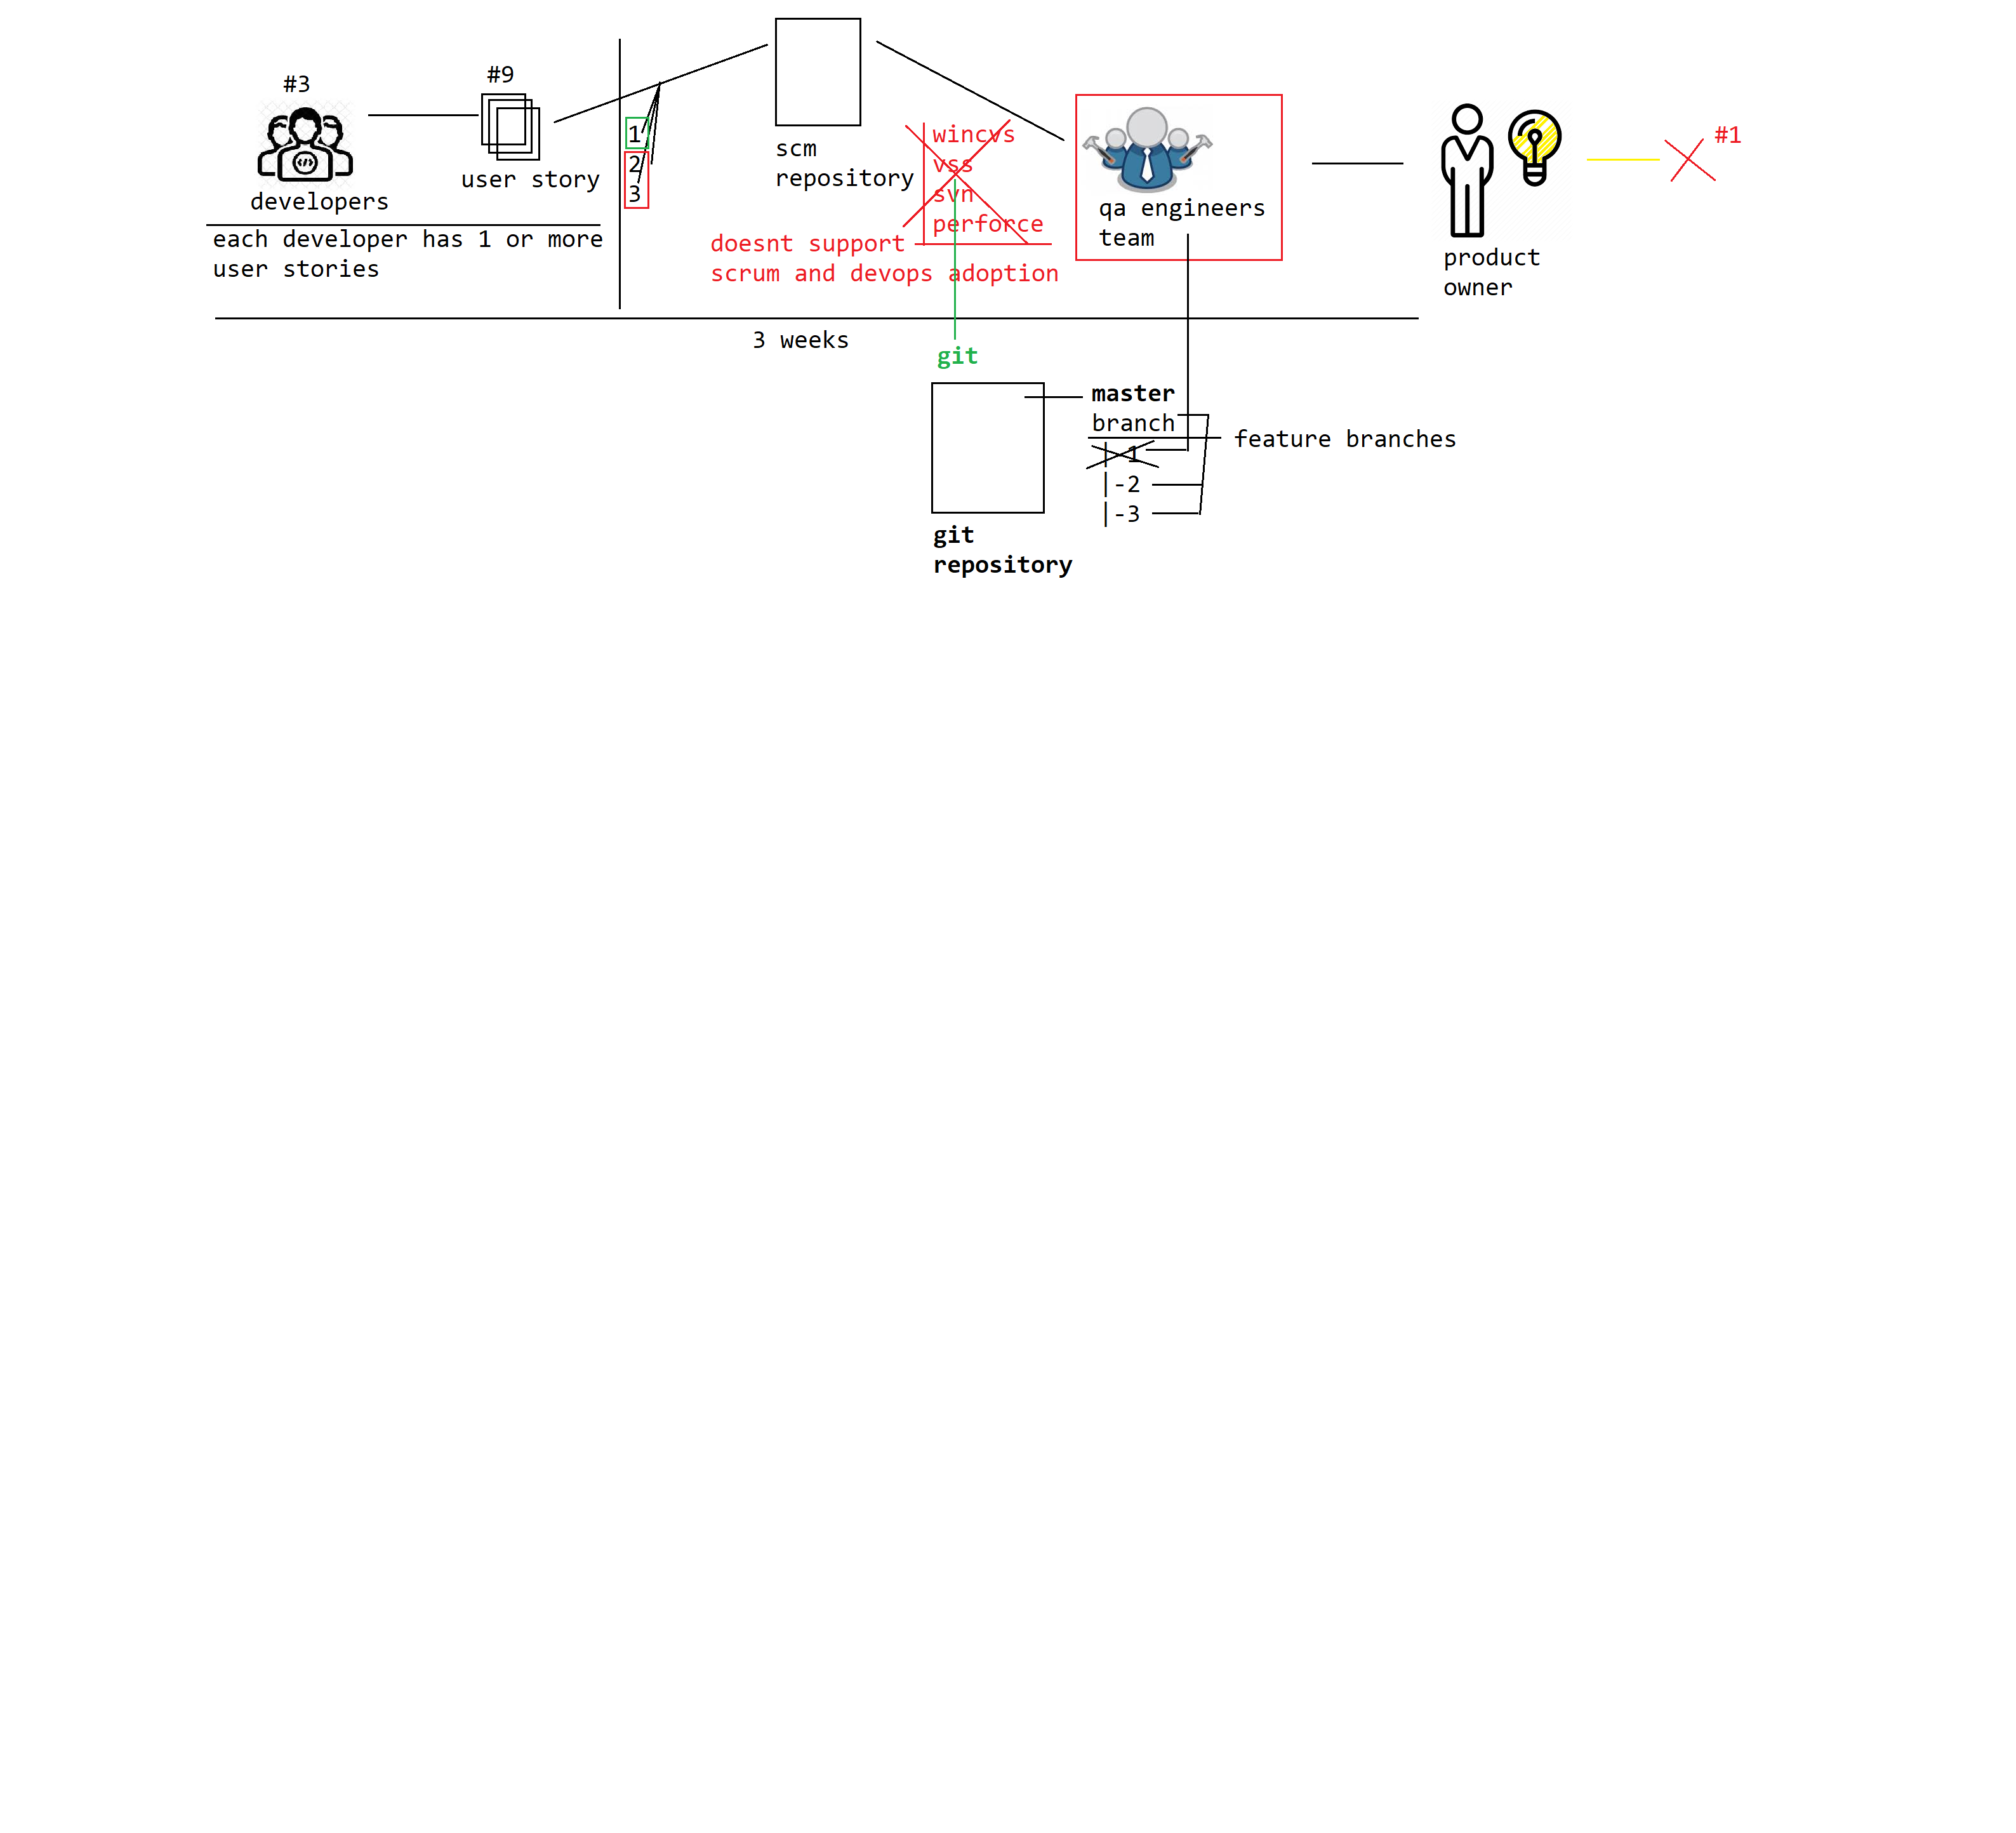 #3
#9
developers
user story
each developer has 1 or more
user stories
1
2
3
scm
repository
wincvs
vss
svn
perforce
doesnt support
scrum and devops adoption
qa engineers
team
product
owner
#1
3 weeks
git
master
branch
|-1
|-2
|-3
feature branches
git
repository